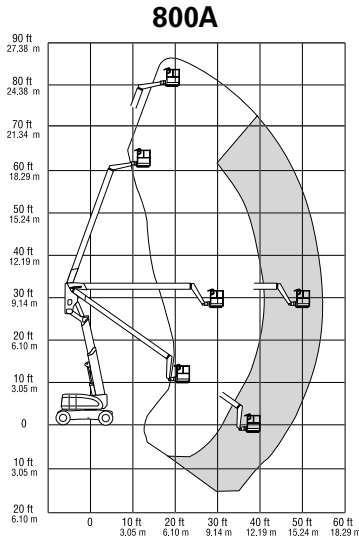 800A
90 ft
27.38 m
80 ft
24.38 m
70 ft
21.34 m
60 ft
18.29 m
50 ft
15.24 m
40 ft
12.19 m
30 ft
9.14 m
20 ft
6.10 m
10 ft
3.05 m
0
10 ft
3.05 m
20 ft
6.10 m
0 10 ft 20 ft 30 ft 40 ft 50 ft 60 ft
3.05 m 6.10 m 9.14 m 12.19 m 15.24 m 18.29 m